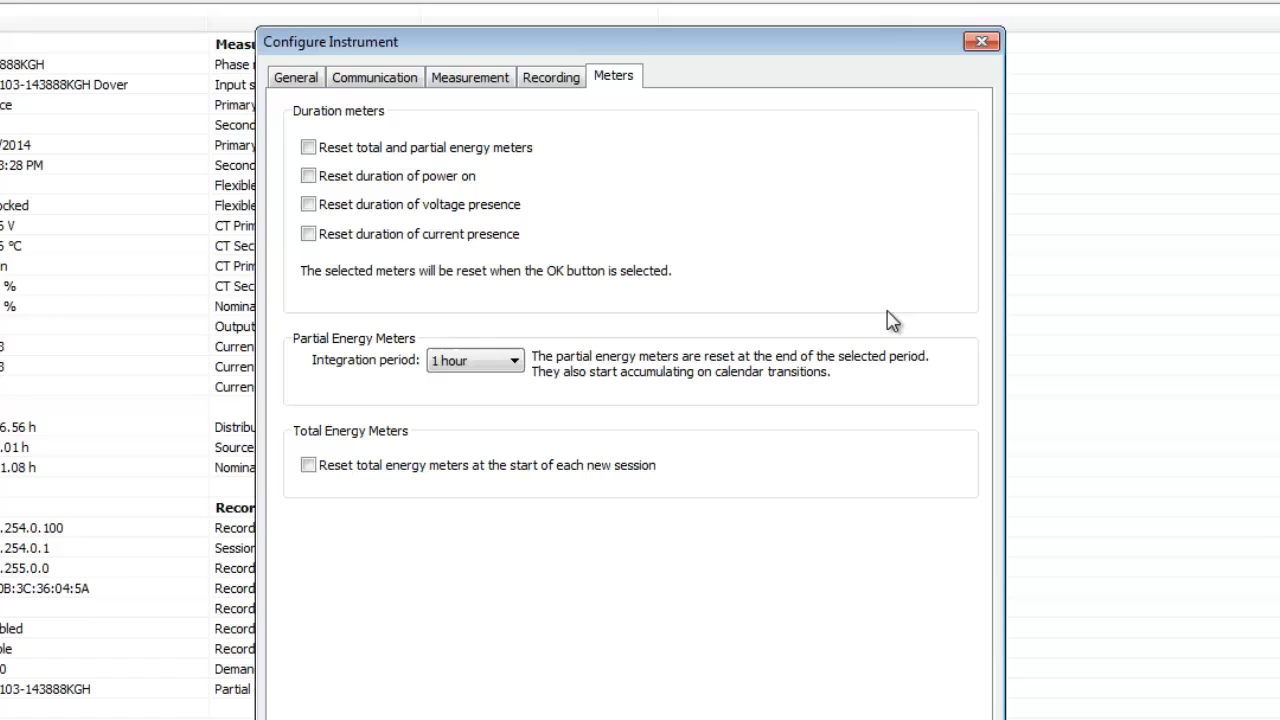 Configure Instrument
General Communication Measurement Recording Meters
Duration meters
Reset total and partial energy meters
Reset duration of power on
Reset duration of voltage presence
Reset duration of current presence
The selected meters will be reset when the OK button is selected.
Partial Energy Meters
Integration period: 1 hour
The partial energy meters are reset at the end of the selected period.
They also start accumulating on calendar transitions.
Total Energy Meters
Reset total energy meters at the start of each new session
888KGH
103-143888KGH Dover
ce
/2014
3:28 PM
ocked
5 V
5 °C
n
%
%
3
3
6.56 h
.01 h
1.08 h
.254.0.100
.254.0.1
.255.0.0
0B:3C:36:04:5A
bled
ble
0
103-143888KGH
Measu
Phase
Input s
Primary
Second
Primary
Second
Flexible
Flexible
CT Prim
CT Sec
CT Prim
CT Sec
Nomina
Output
Curren
Curren
Curren
Distribu
Source
Nomina
Recor
Record
Session
Record
Record
Record
Record
Record
Deman
Partial